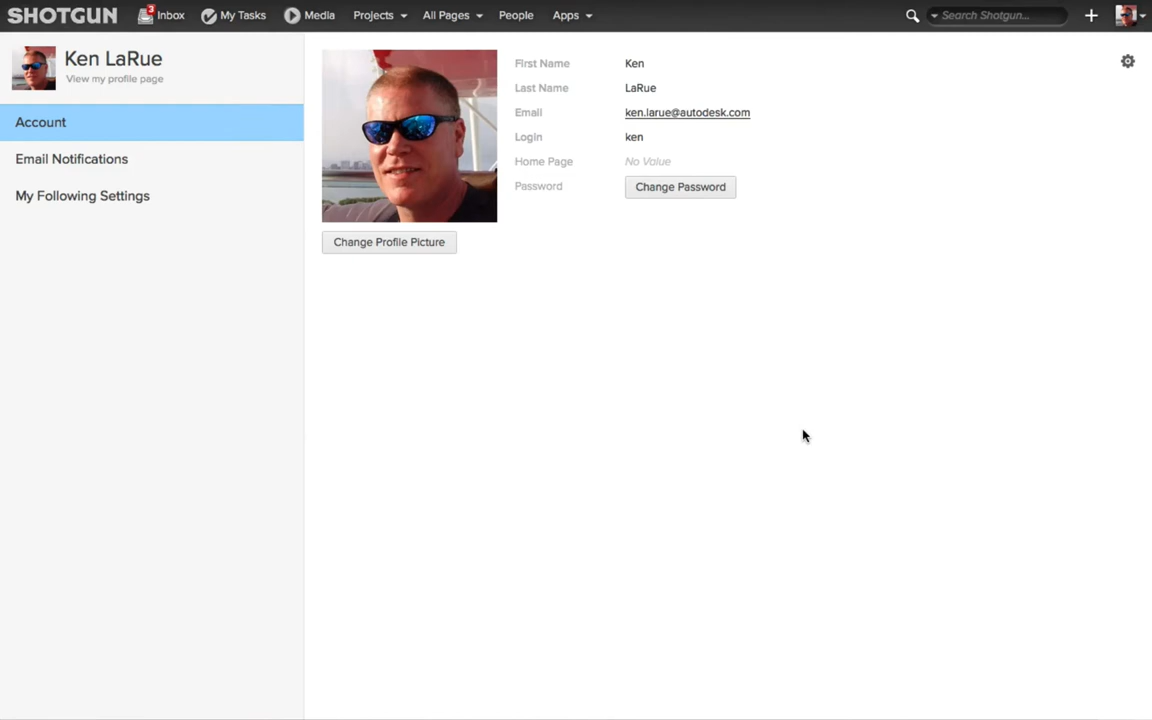 SHOTGUN 3 Inbox My Tasks Media Projects All Pages People Apps Search Shotgun...
Ken LaRue
View my profile page
Account
Email Notifications
My Following Settings
Change Profile Picture
First Name Ken
Last Name LaRue
Email ken.larue@autodesk.com
Login ken
Home Page No Value
Password Change Password